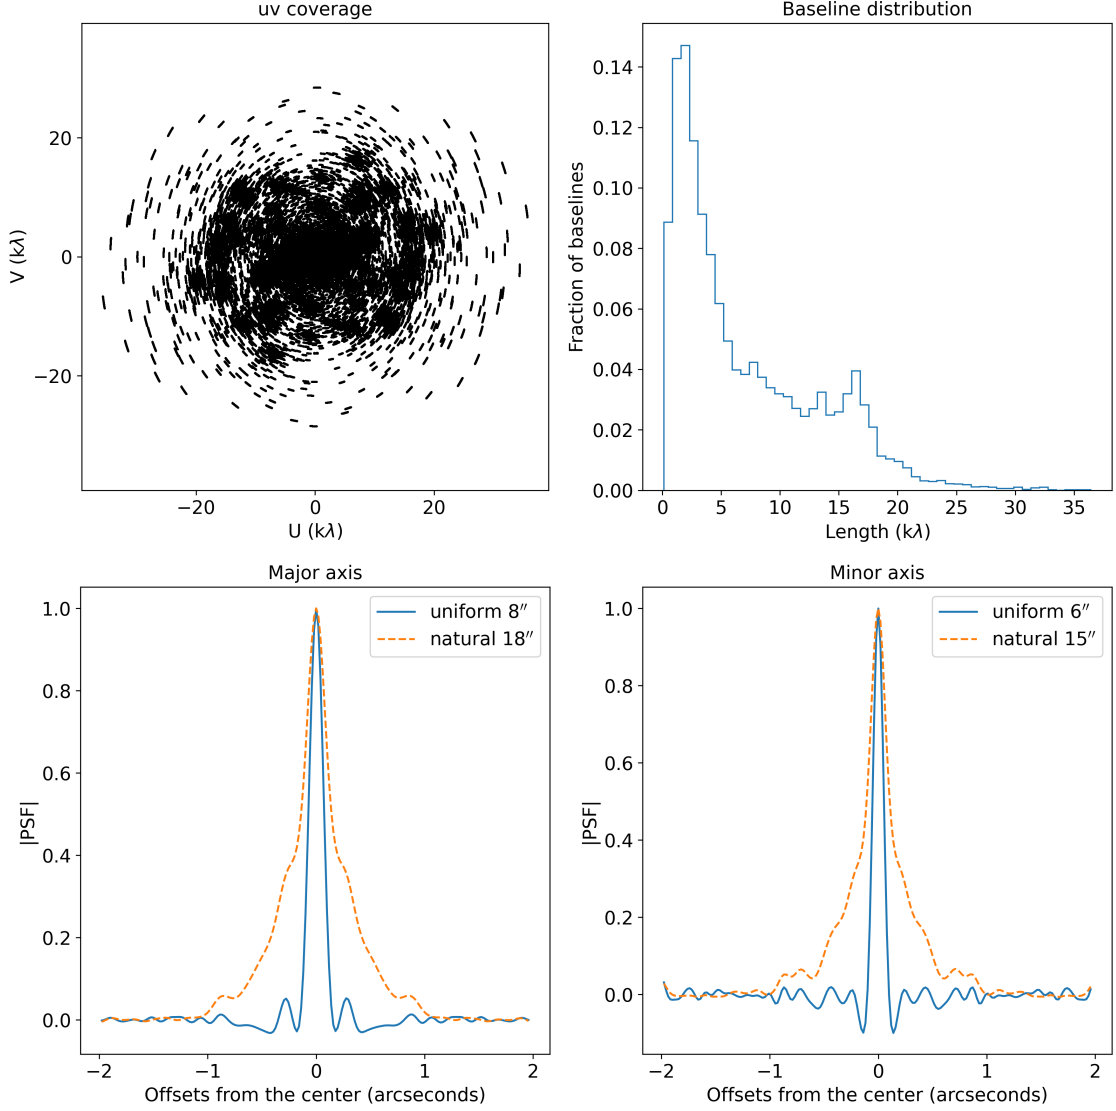 uv coverage
V (kλ)
20
0
−20
−20
0
20
U (kλ)
Baseline distribution
Fraction of baselines
0.14
0.12
0.10
0.08
0.06
0.04
0.02
0.00
0
5
10
15
20
25
30
35
Length (kλ)
Major axis
|PSF|
1.0
0.8
0.6
0.4
0.2
0.0
uniform 8″
natural 18″
−2
−1
0
1
2
Offsets from the center (arcseconds)
Minor axis
|PSF|
1.0
0.8
0.6
0.4
0.2
0.0
uniform 6″
natural 15″
−2
−1
0
1
2
Offsets from the center (arcseconds)